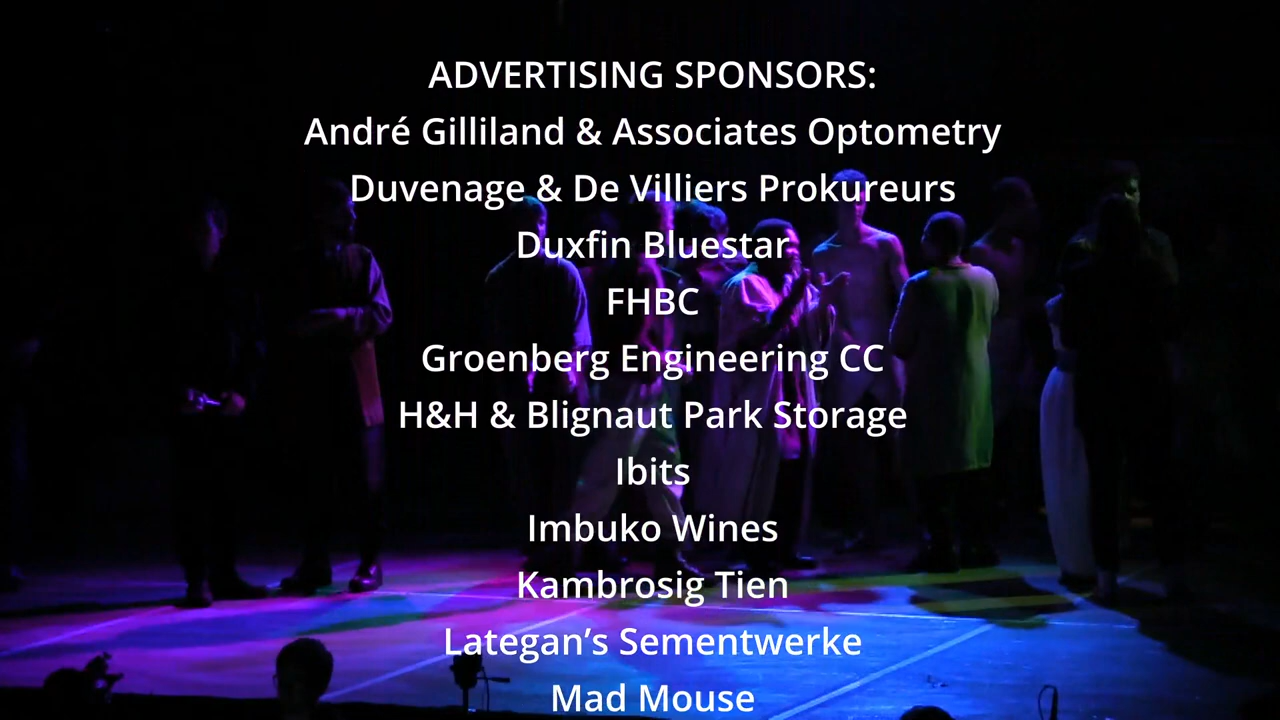 ADVERTISING SPONSORS:
André Gilliland & Associates Optometry
Duvenage & De Villiers Prokureurs
Duxfin Bluestar
FHBC
Groenberg Engineering CC
H&H & Blignaut Park Storage
Ibits
Imbuko Wines
Kambrosig Tien
Lategan’s Sementwerke
Mad Mouse